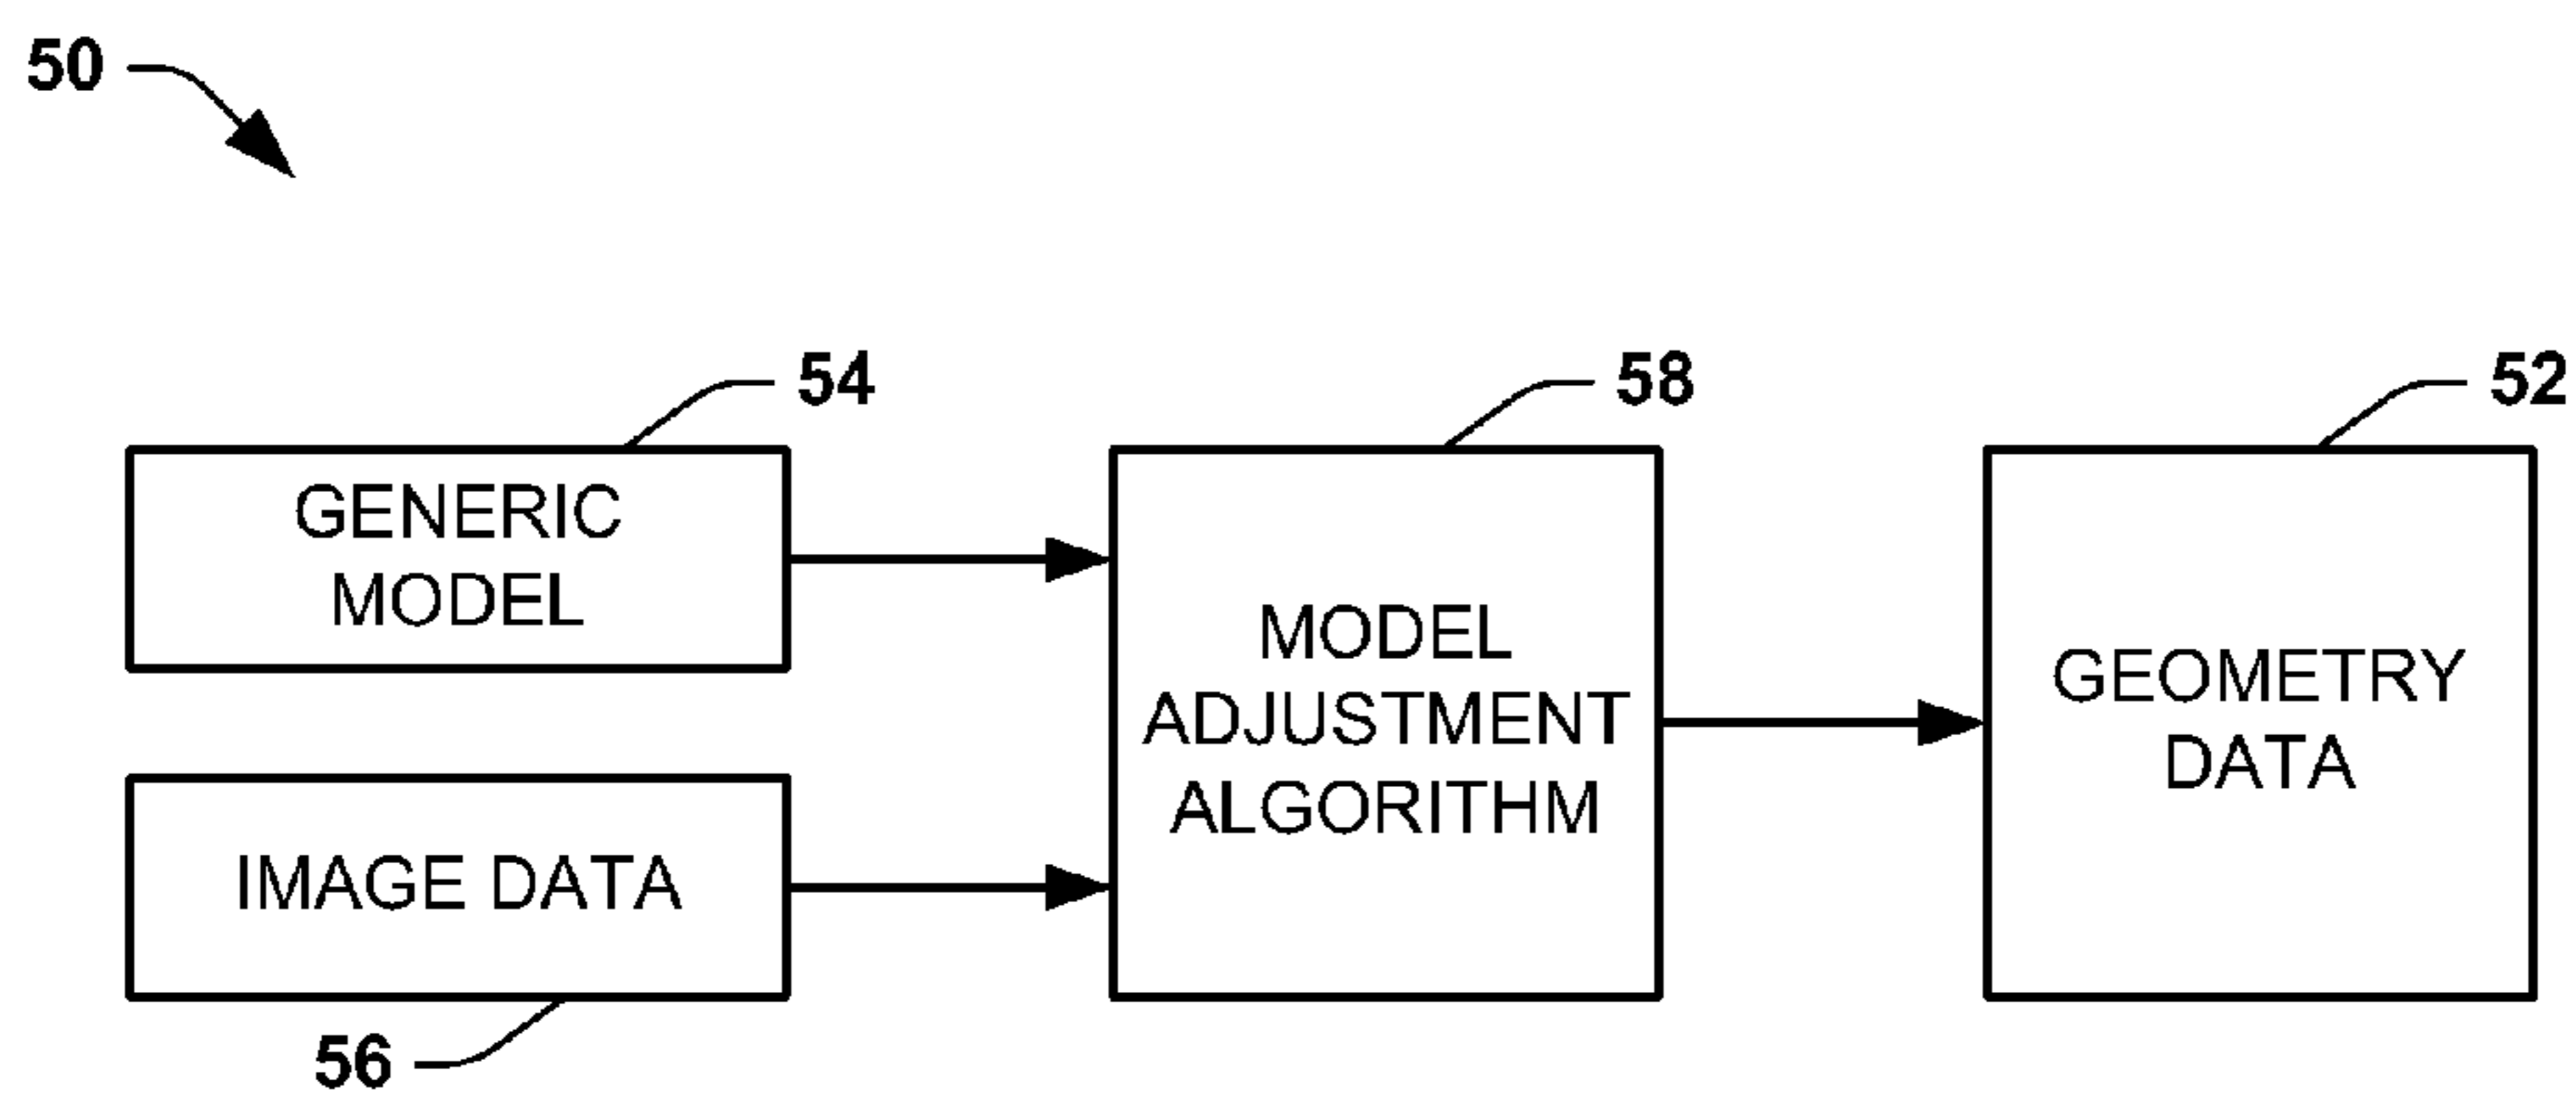 50
54
58
52
GENERIC
MODEL
MODEL
ADJUSTMENT
ALGORITHM
GEOMETRY
DATA
IMAGE DATA
56